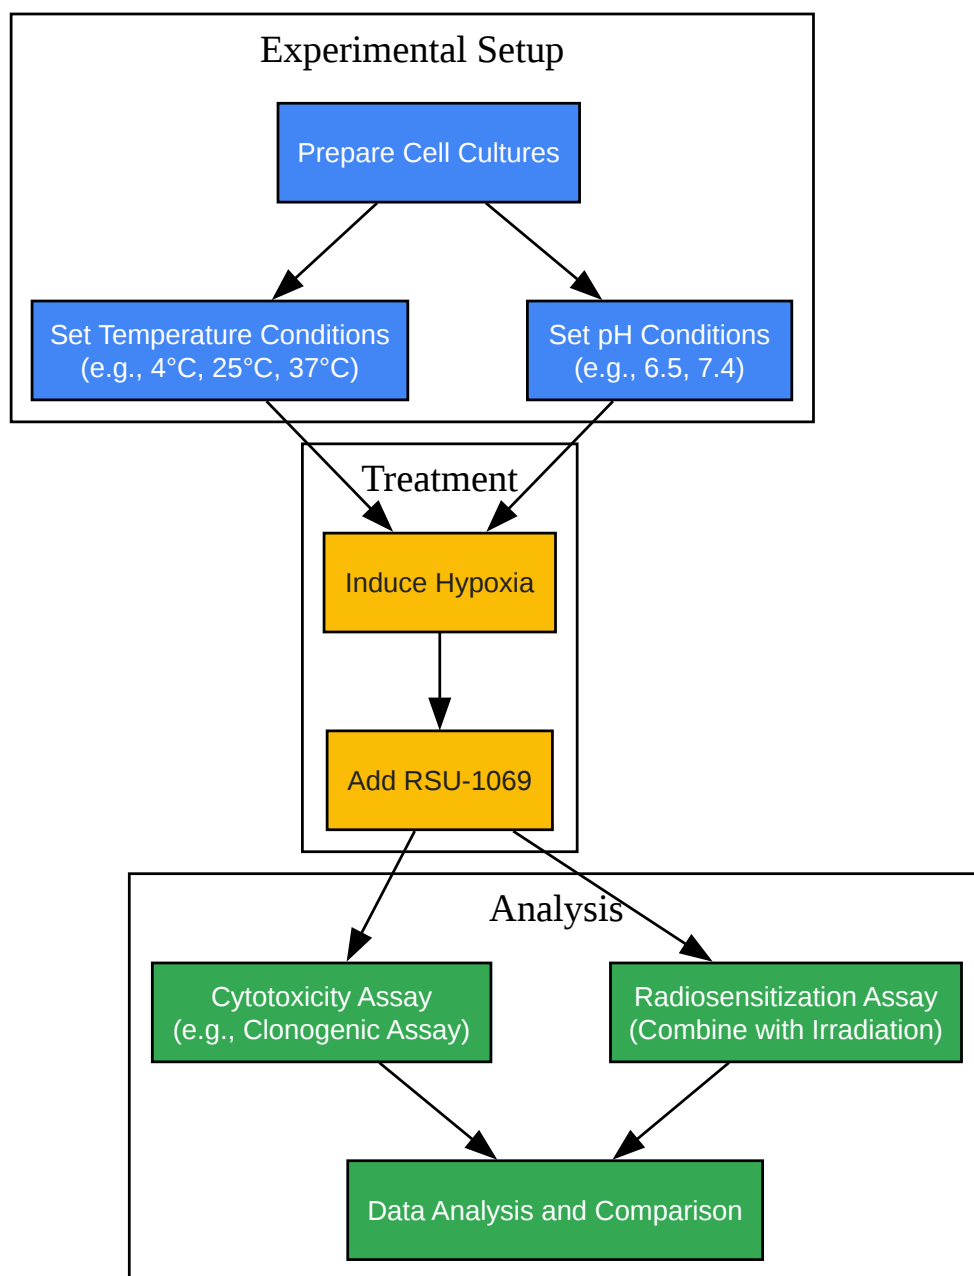 Experimental Setup
Prepare Cell Cultures
Set Temperature Conditions
(e.g., 4°C, 25°C, 37°C)
Set pH Conditions
(e.g., 6.5, 7.4)
Treatment
Induce Hypoxia
Add RSU-1069
Analysis
Cytotoxicity Assay
(e.g., Clonogenic Assay)
Radiosensitization Assay
(Combine with Irradiation)
Data Analysis and Comparison